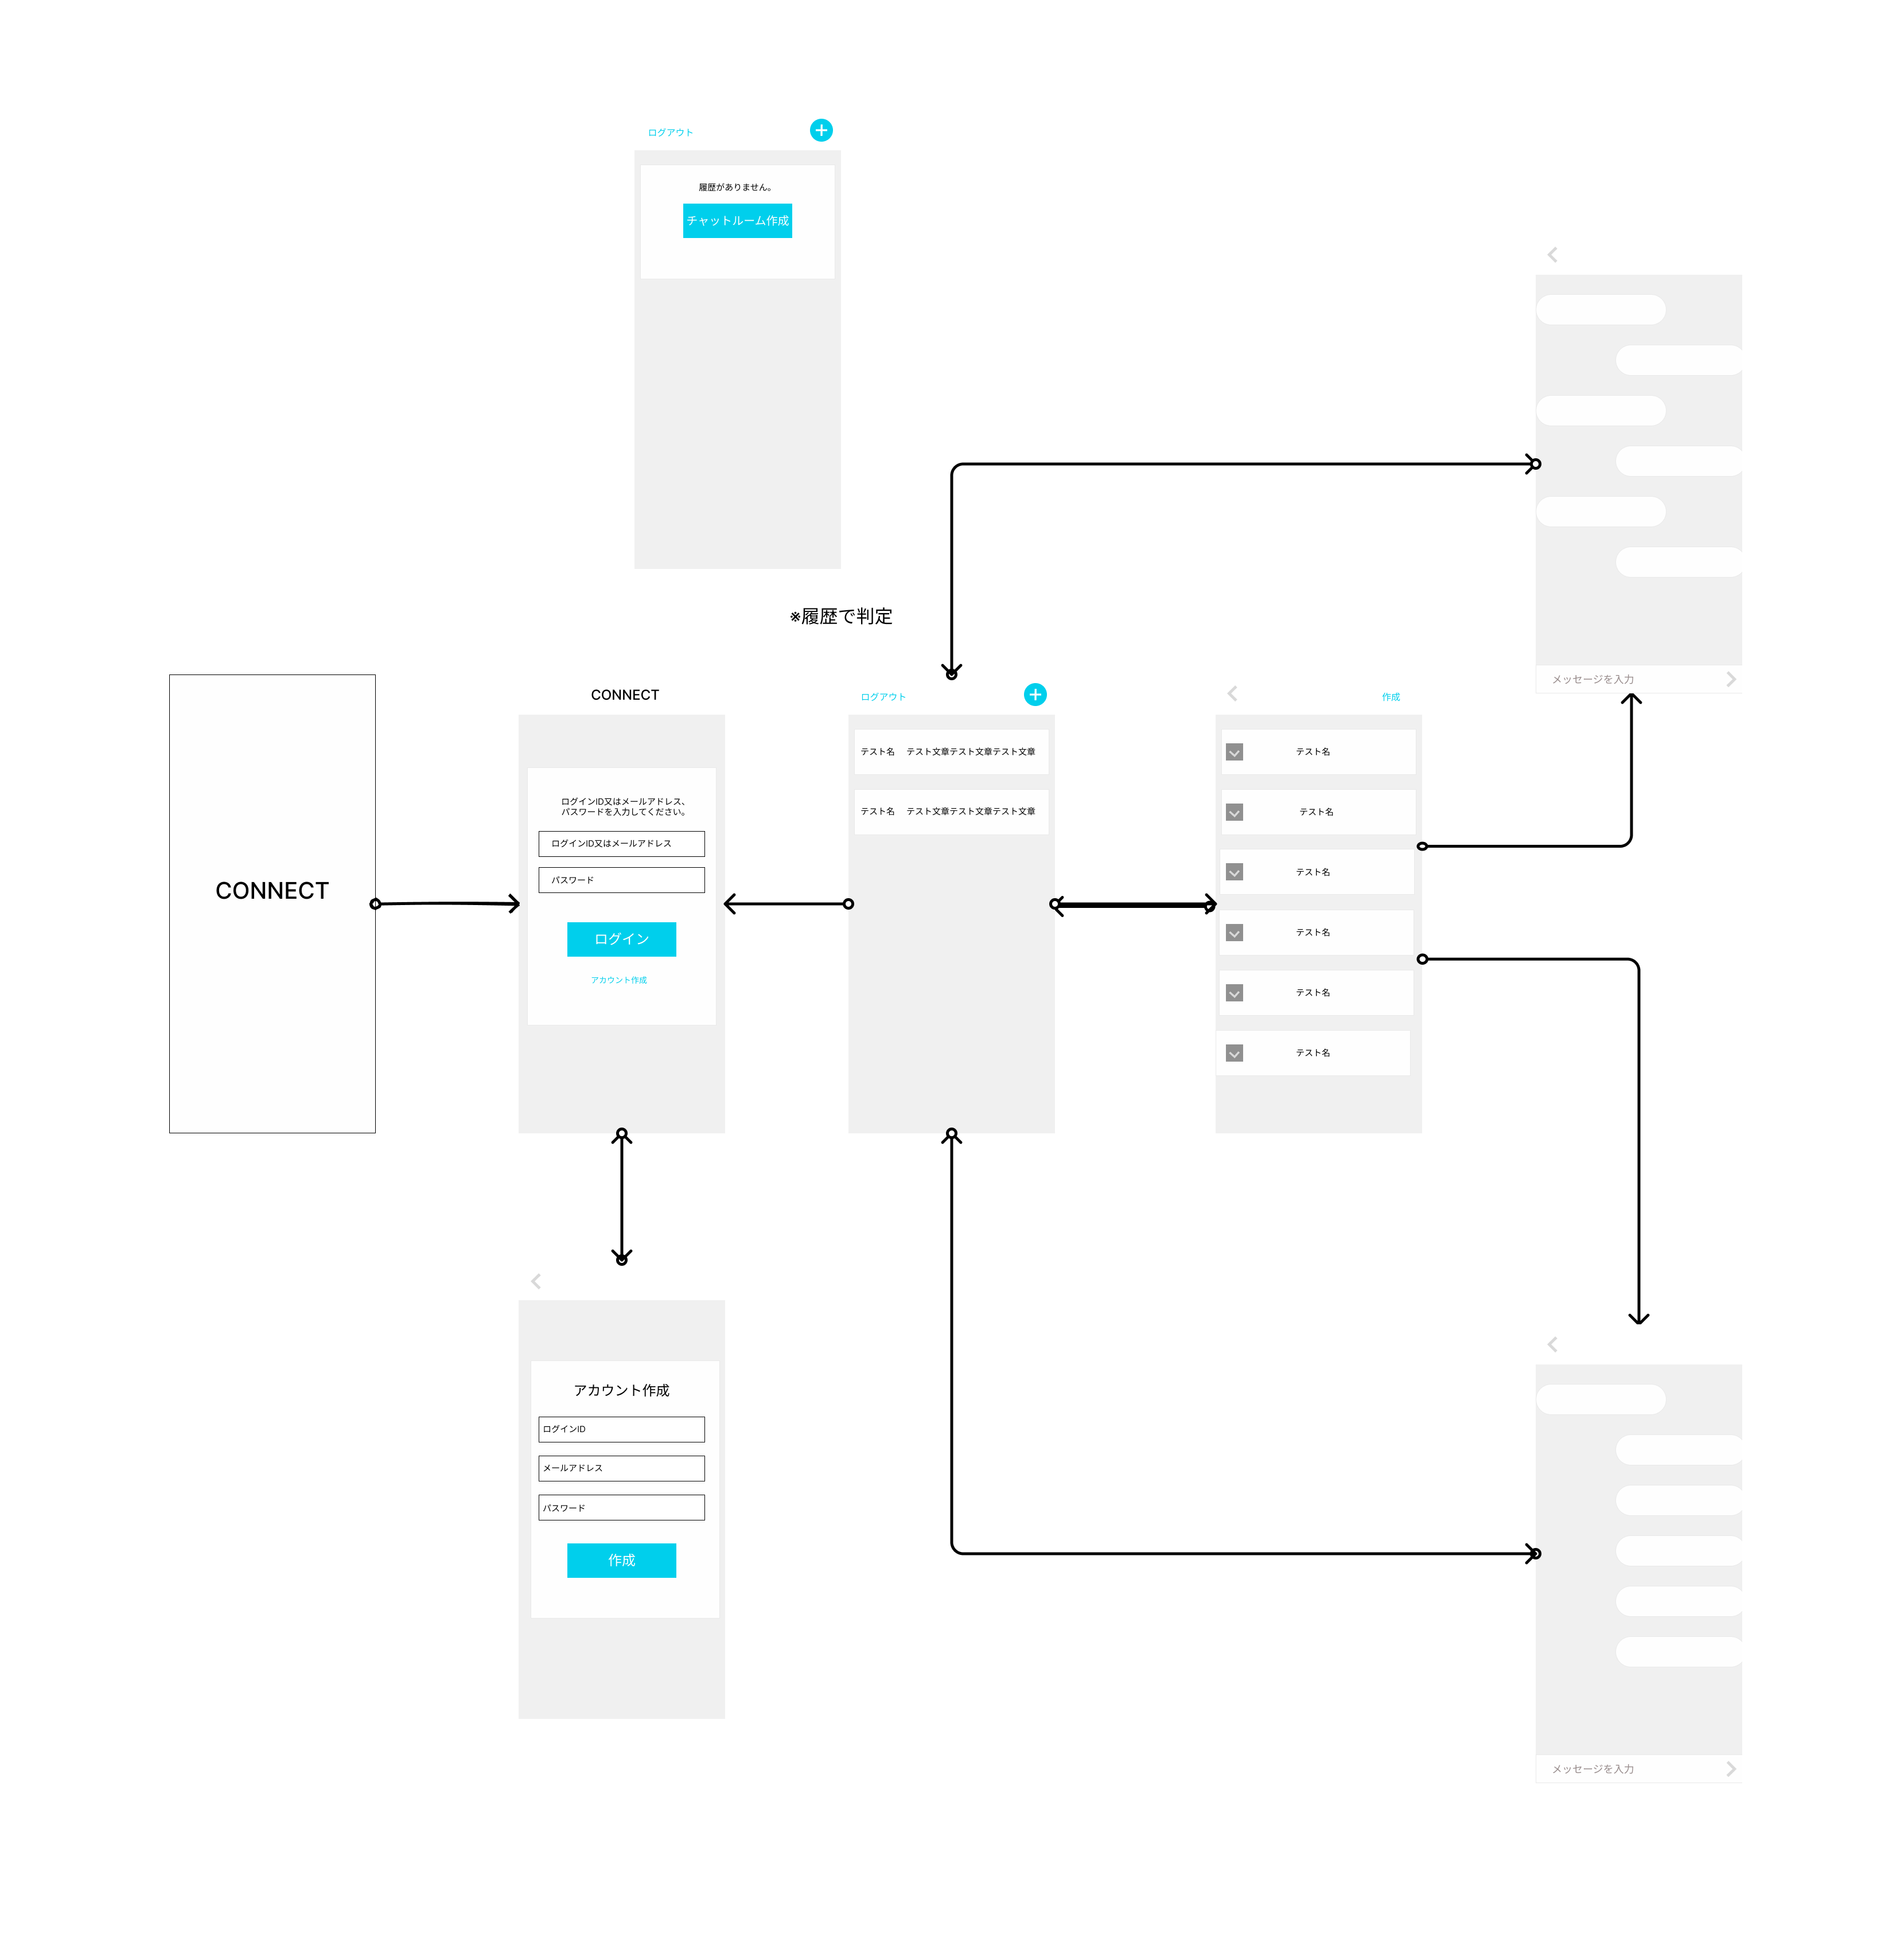 ログアウト
履歴がありません。
チャットルーム作成
※履歴で判定
CONNECT
CONNECT
ログインID又はメールアドレス、
パスワードを入力してください。
ログインID又はメールアドレス
パスワード
ログイン
アカウント作成
ログアウト
テスト名 テスト文章テスト文章テスト文章
テスト名 テスト文章テスト文章テスト文章
作成
テスト名
テスト名
テスト名
テスト名
テスト名
テスト名
メッセージを入力
アカウント作成
ログインID
メールアドレス
パスワード
作成
メッセージを入力